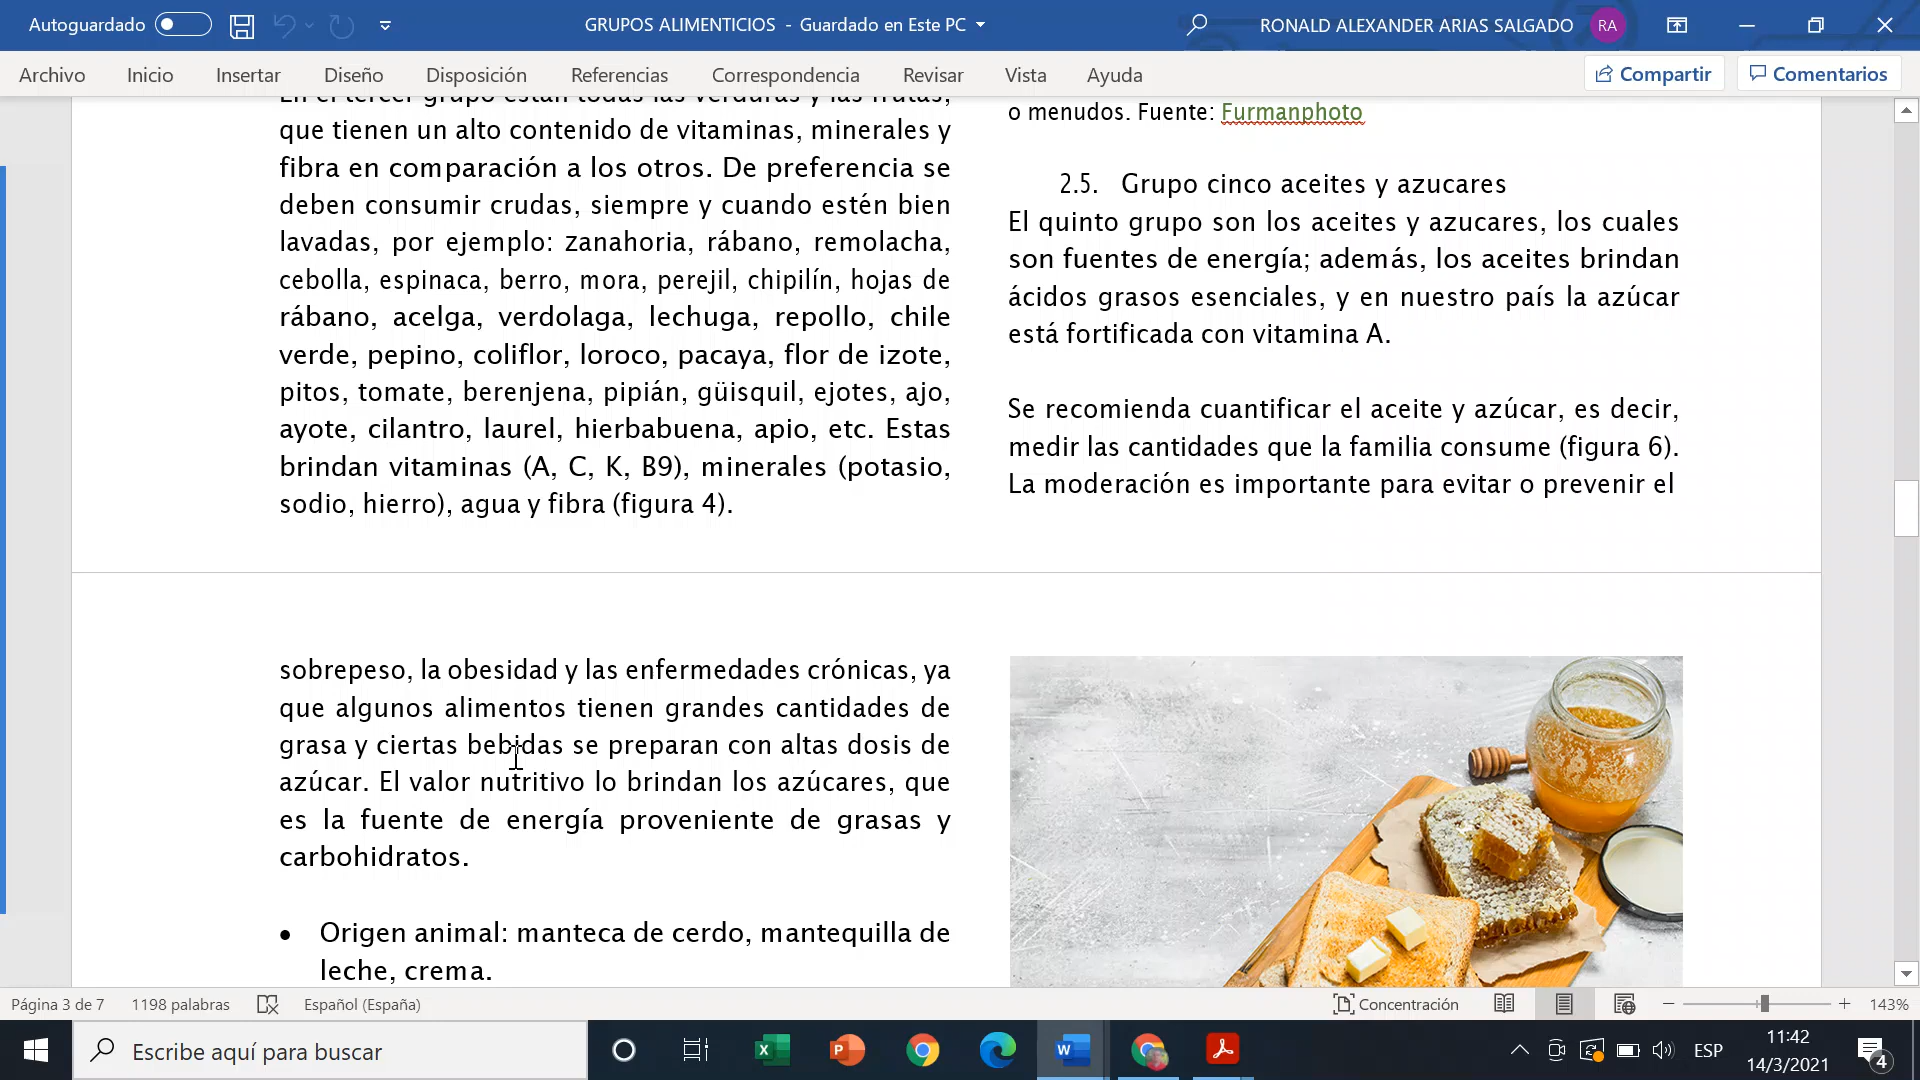 Autoguardado
GRUPOS ALIMENTICIOS - Guardado en Este PC
RONALD ALEXANDER ARIAS SALGADO
RA
Archivo
Inicio
Insertar
Diseño
Disposición
Referencias
Correspondencia
Revisar
Vista
Ayuda
Compartir
Comentarios
En el tercer grupo están todas las verduras y las frutas,
que tienen un alto contenido de vitaminas, minerales y
fibra en comparación a los otros. De preferencia se
deben consumir crudas, siempre y cuando estén bien
lavadas, por ejemplo: zanahoria, rábano, remolacha,
cebolla, espinaca, berro, mora, perejil, chipilín, hojas de
rábano, acelga, verdolaga, lechuga, repollo, chile
verde, pepino, coliflor, loroco, pacaya, flor de izote,
pitos, tomate, berenjena, pipián, güisquil, ejotes, ajo,
ayote, cilantro, laurel, hierbabuena, apio, etc. Estas
brindan vitaminas (A, C, K, B9), minerales (potasio,
sodio, hierro), agua y fibra (figura 4).
o menudos. Fuente: Furmanphoto
2.5. Grupo cinco aceites y azucares
El quinto grupo son los aceites y azucares, los cuales
son fuentes de energía; además, los aceites brindan
ácidos grasos esenciales, y en nuestro país la azúcar
está fortificada con vitamina A.
Se recomienda cuantificar el aceite y azúcar, es decir,
medir las cantidades que la familia consume (figura 6).
La moderación es importante para evitar o prevenir el
sobrepeso, la obesidad y las enfermedades crónicas, ya
que algunos alimentos tienen grandes cantidades de
grasa y ciertas bebidas se preparan con altas dosis de
azúcar. El valor nutritivo lo brindan los azúcares, que
es la fuente de energía proveniente de grasas y
carbohidratos.
• Origen animal: manteca de cerdo, mantequilla de
leche, crema.
Página 3 de 7
1198 palabras
Español (España)
Concentración
143%
Escribe aquí para buscar
ESP
11:42
14/3/2021
4